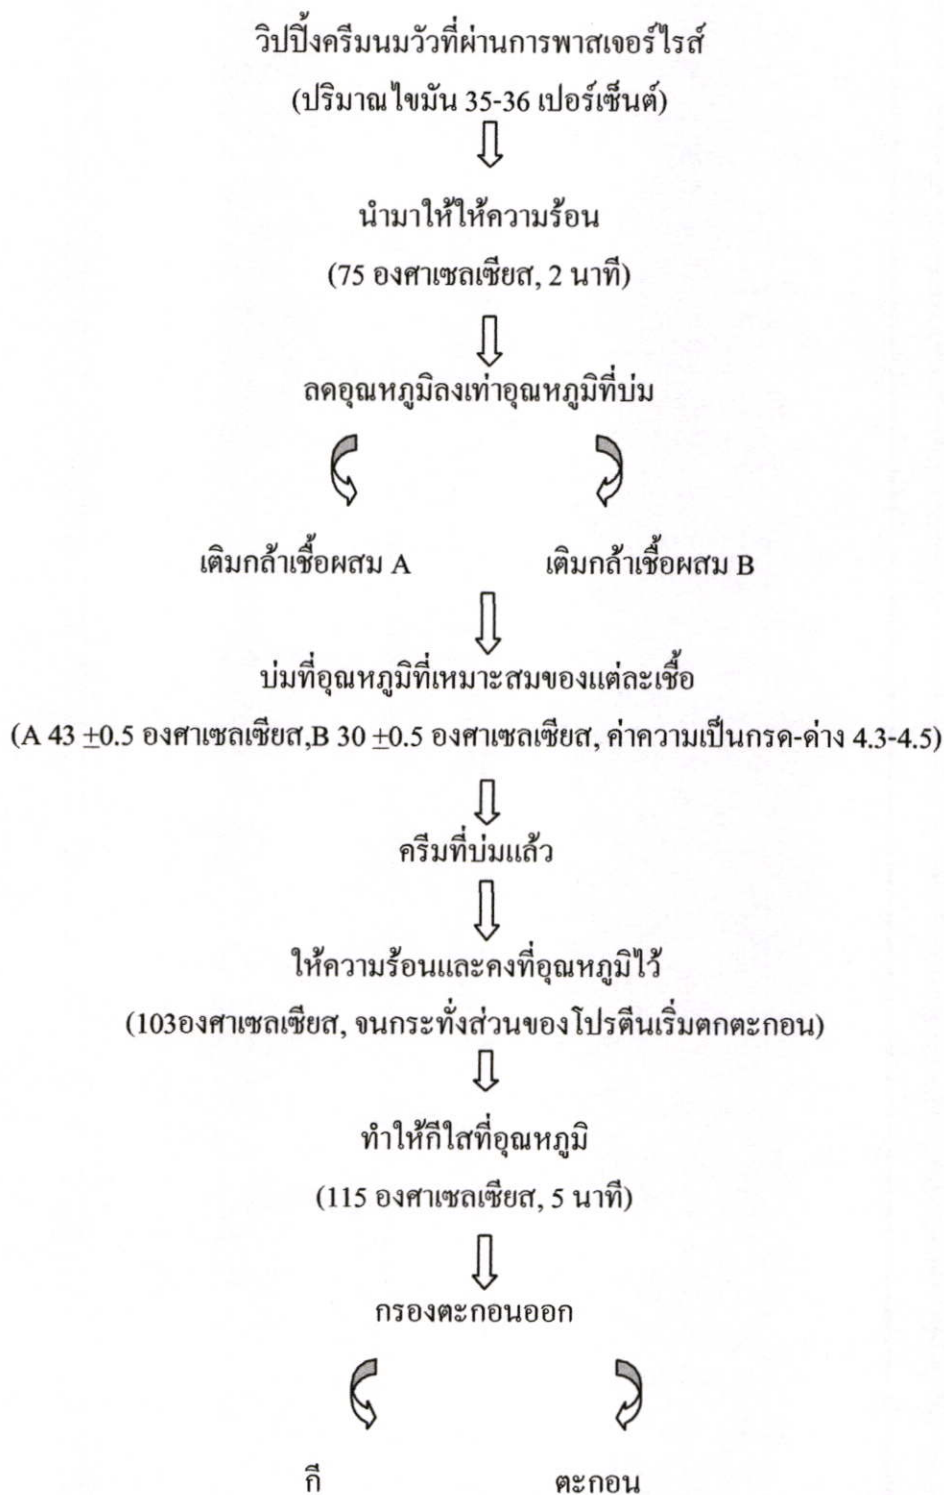 วิปปิ้งครีมนมวัวที่ผ่านการพาสเจอร์ไรส์
(ปริมาณไขมัน 35-36 เปอร์เซ็นต์)
นำมาให้ให้ความร้อน
(75 องศาเซลเซียส, 2 นาที)
ลดอุณหภูมิลงเท่าอุณหภูมิที่บ่ม
เติมกล้าเชื้อผสม A
เติมกล้าเชื้อผสม B
บ่มที่อุณหภูมิที่เหมาะสมของแต่ละเชื้อ
(A 43 ±0.5 องศาเซลเซียส,B 30 ±0.5 องศาเซลเซียส, ค่าความเป็นกรด-ค่าง 4.3-4.5)
ครีมที่บ่มแล้ว
ให้ความร้อนและคงที่อุณหภูมิไว้
(103องศาเซลเซียส, จนกระทั่งส่วนของโปรตีนเริ่มตกตะกอน)
ทำให้กีใสที่อุณหภูมิ
(115 องศาเซลเซียส, 5 นาที)
กรองตะกอนออก
กี
ตะกอน